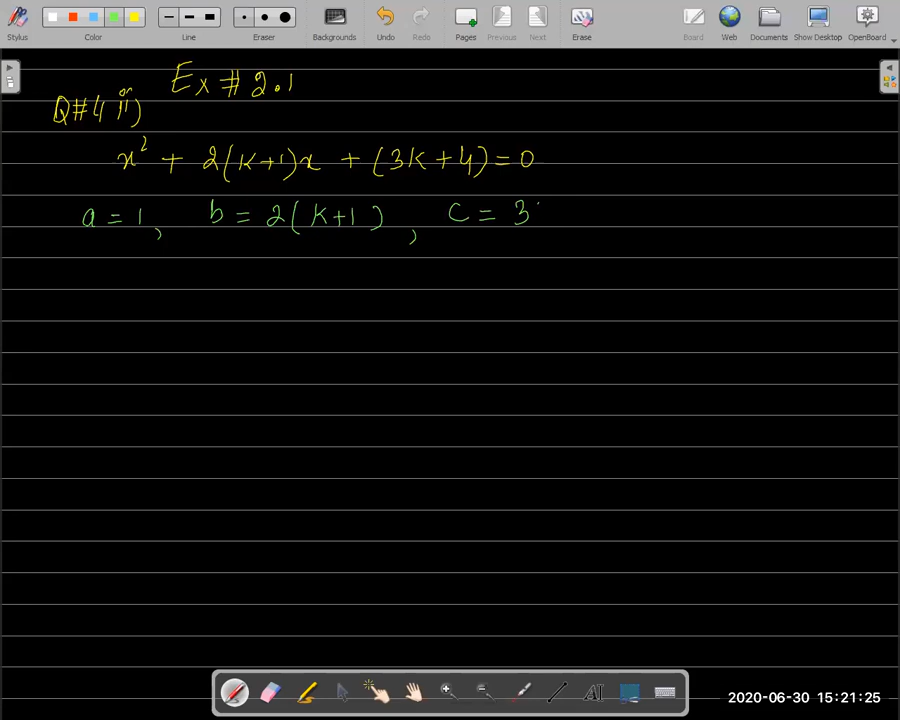 Stylus Color Line Eraser Backgrounds Undo Redo Pages Previous Next Erase Board Web Documents Show Desktop OpenBoard
Ex # 2.1
Q#4 ii)
x² + 2(K+1)x + (3K+4) = 0
a = 1, b = 2(K+1), C = 3
2020-06-30 15:21:25